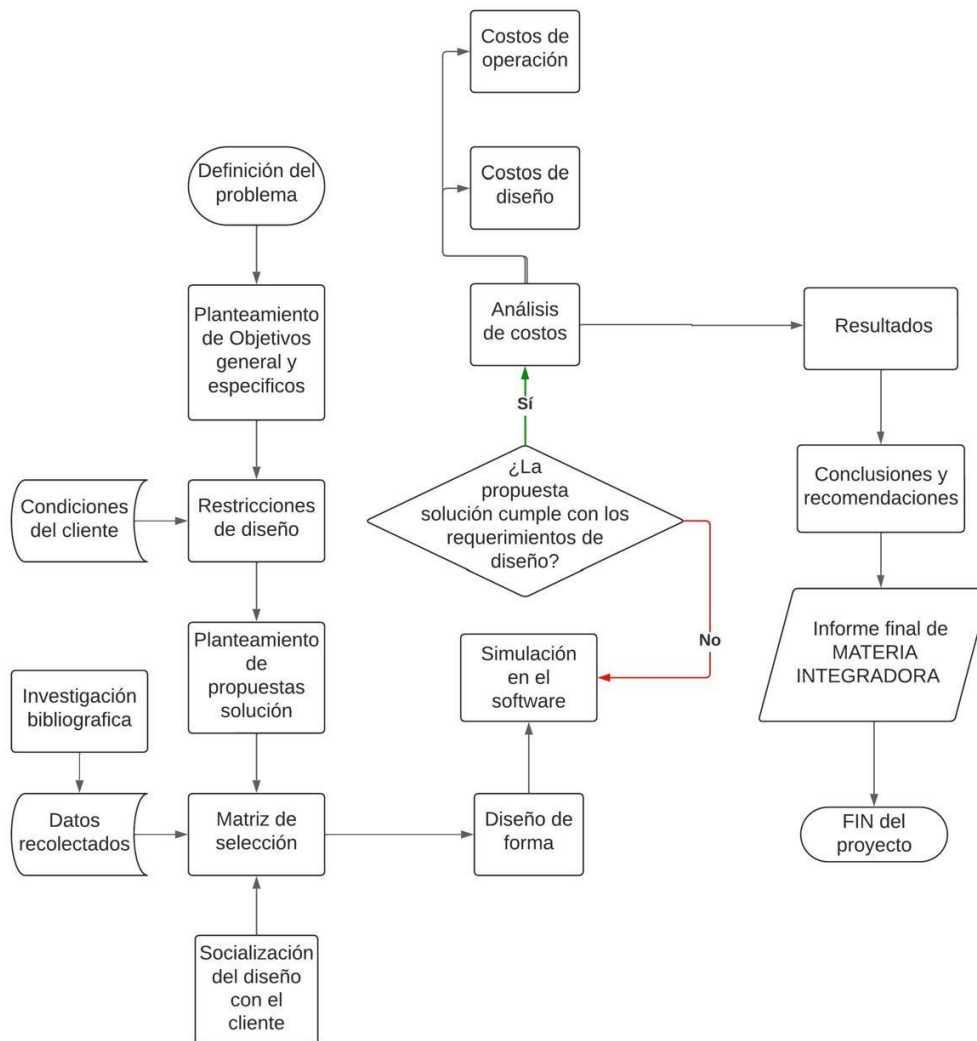 Costos de
operación
Costos de
diseño
Definición del
problema
Planteamiento
de Objetivos
general y
especificos
Análisis
de costos
Resultados
Sí
Condiciones
del cliente
Restricciones
de diseño
¿La
propuesta
solución cumple con los
requerimientos de
diseño?
Conclusiones y
recomendaciones
No
Planteamiento
de
propuestas
solución
Simulación
en el
software
Informe final de
MATERIA
INTEGRADORA
Investigación
bibliografica
Datos
recolectados
Matriz de
selección
Diseño de
forma
FIN del
proyecto
Socialización
del diseño
con el
cliente